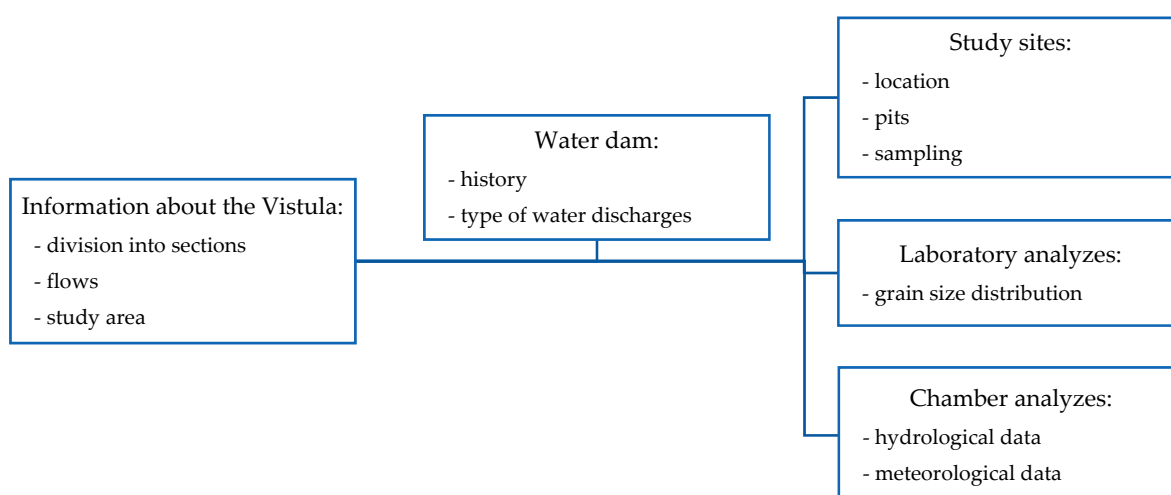 Information about the Vistula:
- division into sections
- flows
- study area
Water dam:
- history
- type of water discharges
Study sites:
- location
- pits
- sampling
Laboratory analyzes:
- grain size distribution
Chamber analyzes:
- hydrological data
- meteorological data